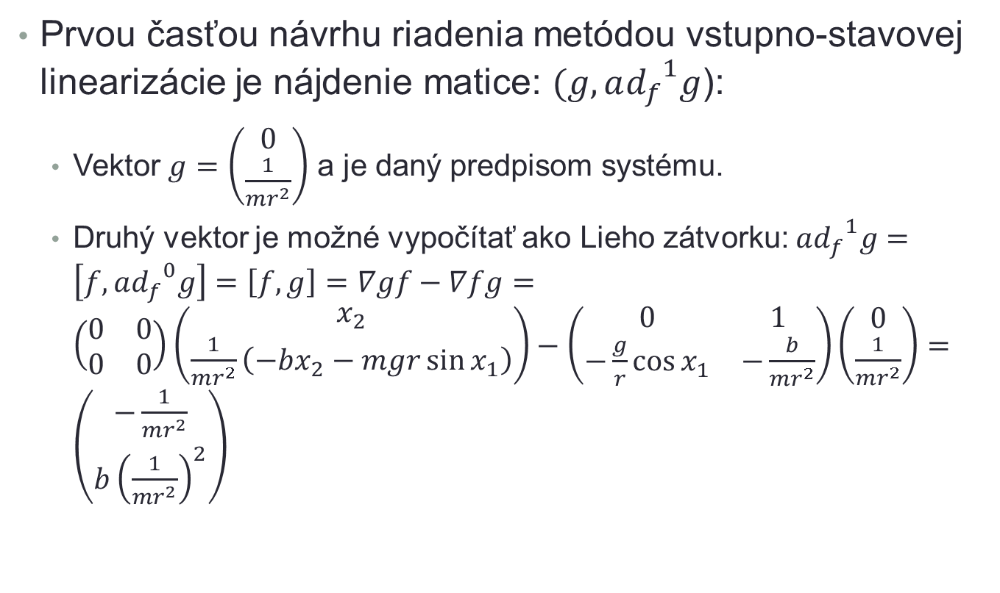 • Prvou časťou návrhu riadenia metódou vstupno-stavovej
linearizácie je nájdenie matice: $(g, ad_f{}^1 g)$:
• Vektor $g = \begin{pmatrix} 0 \\ \frac{1}{mr^2} \end{pmatrix}$ a je daný predpisom systému.
• Druhý vektor je možné vypočítať ako Lieho zátvorku: $ad_f{}^1 g =$
$[f, ad_f{}^0 g] = [f, g] = \nabla g f - \nabla f g =$
$\begin{pmatrix} 0 & 0 \\ 0 & 0 \end{pmatrix} \begin{pmatrix} x_2 \\ \frac{1}{mr^2}(-bx_2 - mgr \sin x_1) \end{pmatrix} - \begin{pmatrix} 0 & 1 \\ -\frac{g}{r} \cos x_1 & -\frac{b}{mr^2} \end{pmatrix} \begin{pmatrix} 0 \\ \frac{1}{mr^2} \end{pmatrix} =$
$\begin{pmatrix} -\frac{1}{mr^2} \\ b \left( \frac{1}{mr^2} \right)^2 \end{pmatrix}$